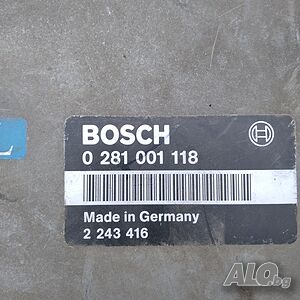 BOSCH
0 281 001 118
Made in Germany
2 243 416
ALO.bg